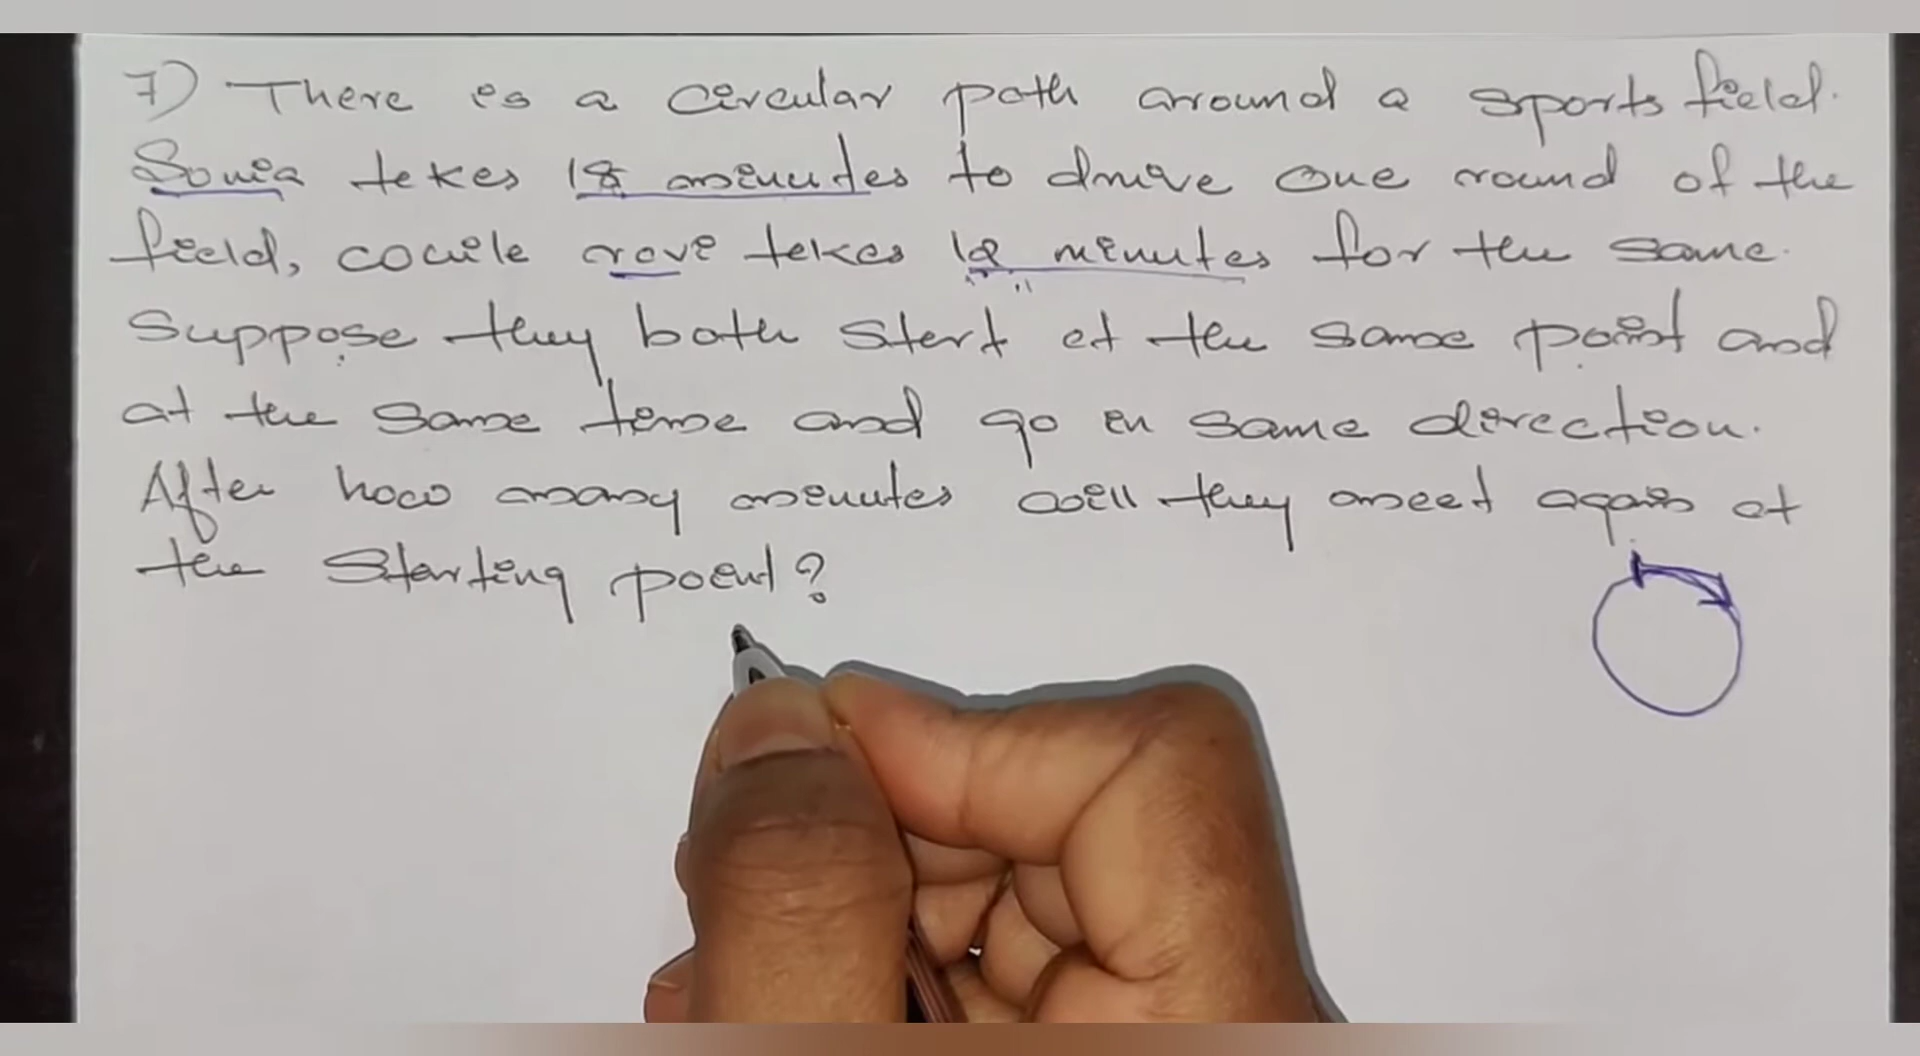 7) There is a circular path around a sports field.
Sonia takes 18 minutes to drive one round of the
field, while ravi takes 12 minutes for the same.
Suppose they both start at the same point and
at the same time and go in same direction.
After how many minutes will they meet again at
the starting point?